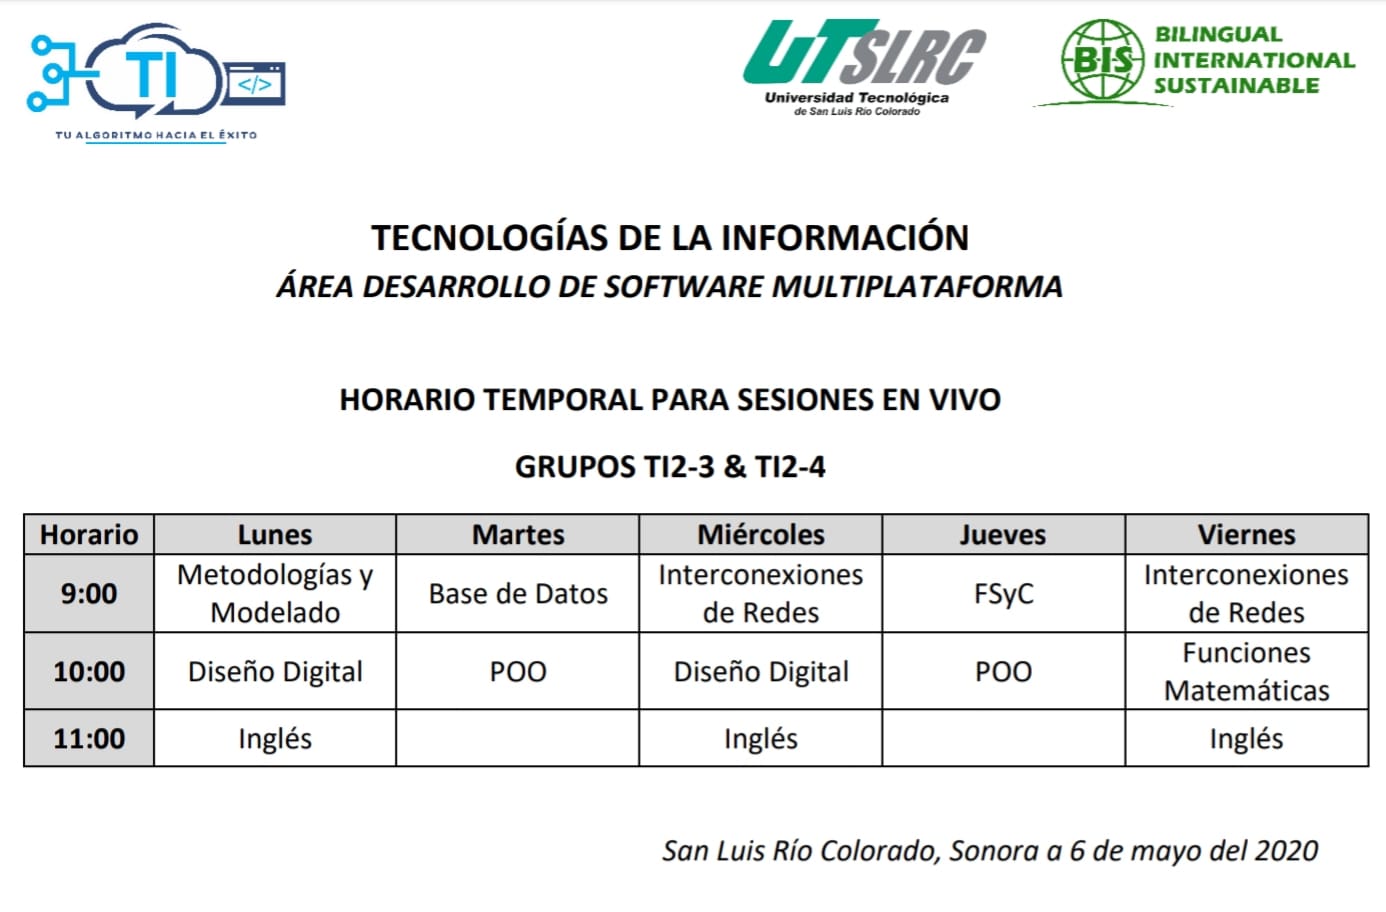 TI
</>
TU ALGORITMO HACIA EL ÉXITO
UTSLRC
Universidad Tecnológica
de San Luis Río Colorado
BIS
BILINGUAL
INTERNATIONAL
SUSTAINABLE
TECNOLOGÍAS DE LA INFORMACIÓN
ÁREA DESARROLLO DE SOFTWARE MULTIPLATAFORMA
HORARIO TEMPORAL PARA SESIONES EN VIVO
GRUPOS TI2-3 & TI2-4
Horario Lunes Martes Miércoles Jueves Viernes
9:00 Metodologías y Modelado Base de Datos Interconexiones de Redes FSyC Interconexiones de Redes
10:00 Diseño Digital POO Diseño Digital POO Funciones Matemáticas
11:00 Inglés Inglés Inglés
San Luis Río Colorado, Sonora a 6 de mayo del 2020